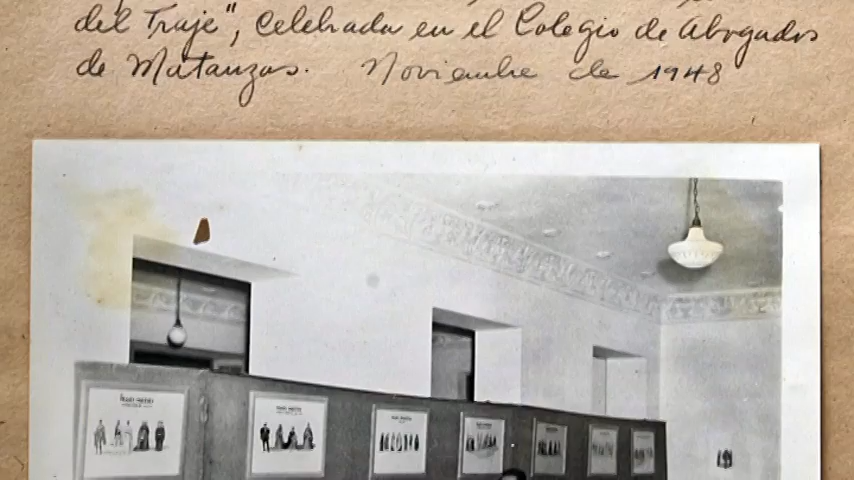 del Traje", celebrada en el Colegio de Abogados
de Matanzas. Noviembre de 1948